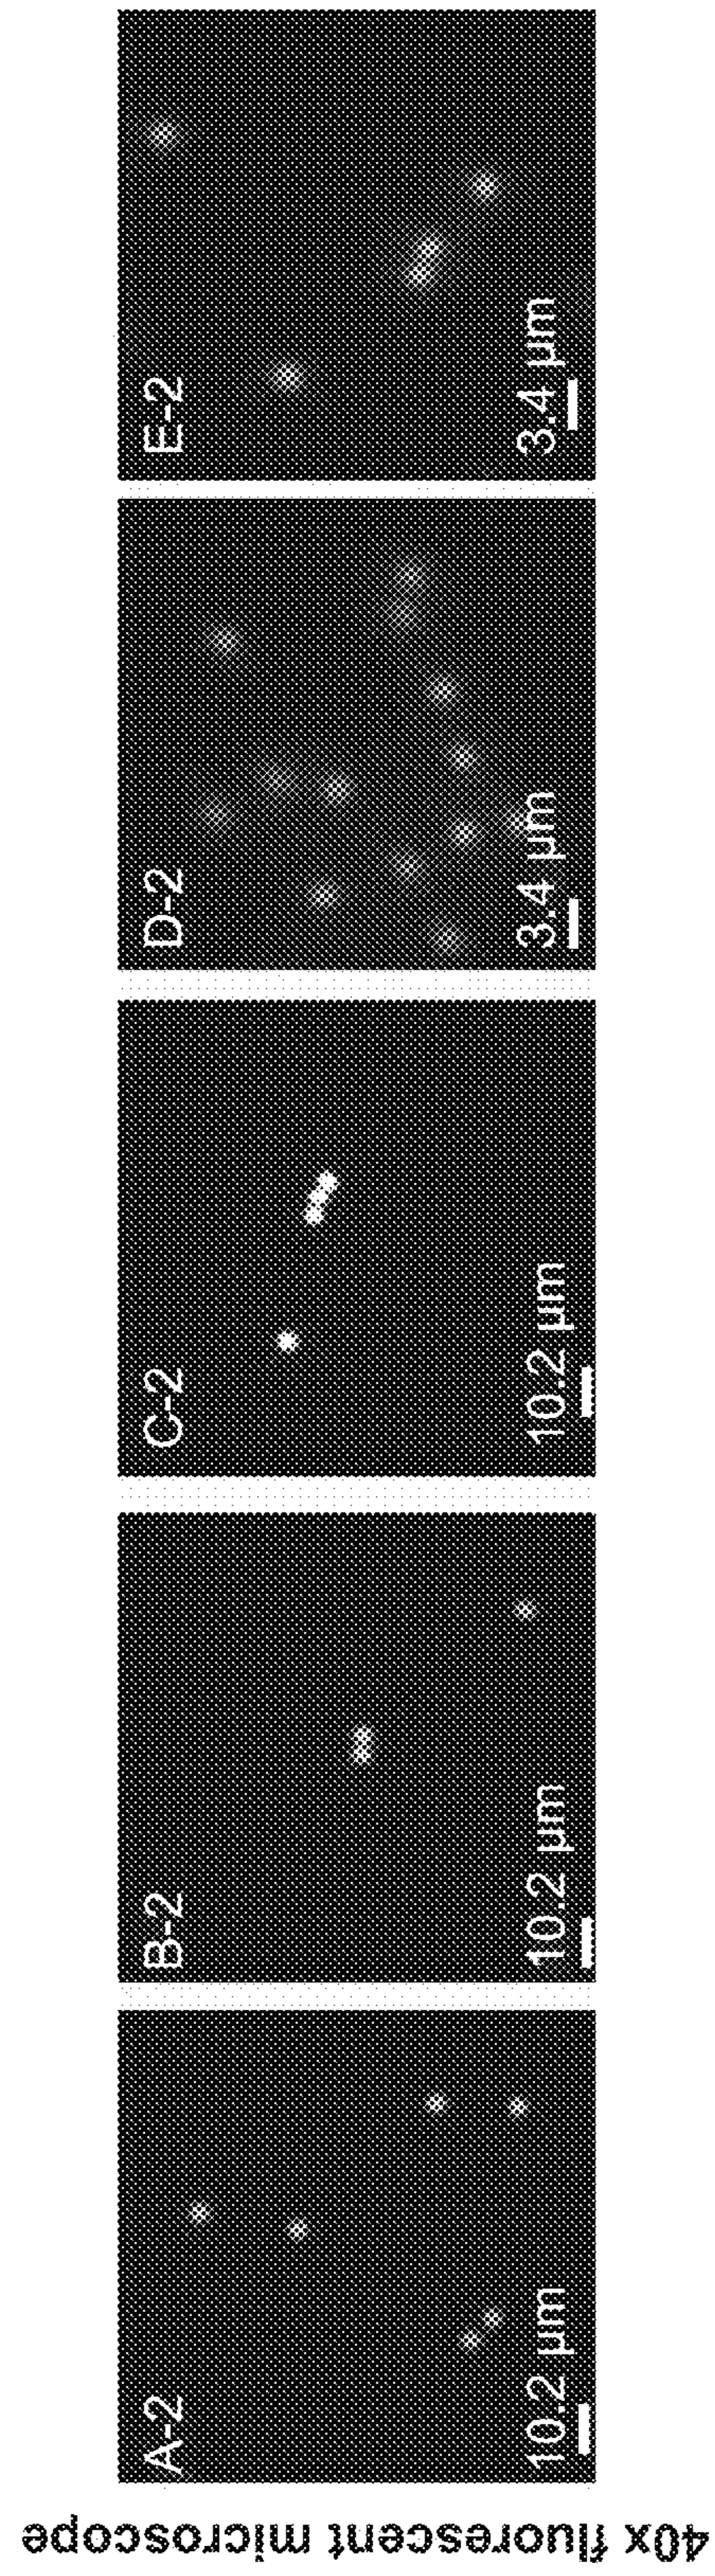 40x fluorescent microscope
A-2
10.2 µm
B-2
10.2 µm
C-2
10.2 µm
D-2
3.4 µm
E-2
3.4 µm